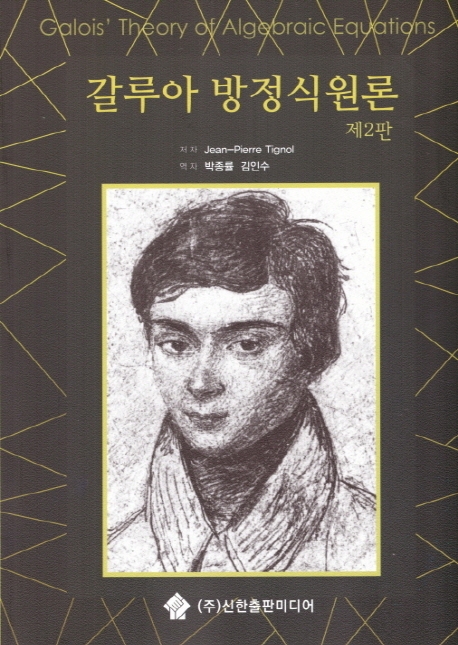 Galois' Theory of Algebraic Equations
갈루아 방정식원론
제2판
저자 Jean-Pierre Tignol
역자 박종률 김인수
(주)신한출판미디어